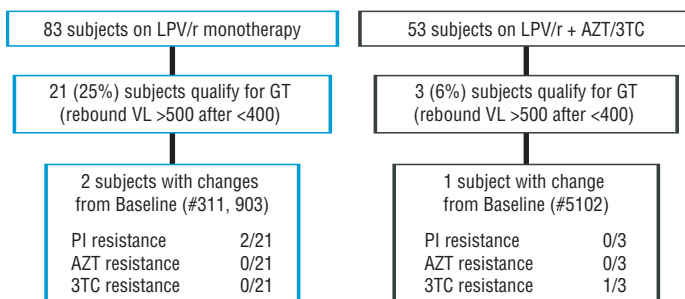 83 subjects on LPV/r monotherapy
21 (25%) subjects qualify for GT
(rebound VL >500 after <400)
2 subjects with changes
from Baseline (#311, 903)
PI resistance 2/21
AZT resistance 0/21
3TC resistance 0/21
53 subjects on LPV/r + AZT/3TC
3 (6%) subjects qualify for GT
(rebound VL >500 after <400)
1 subject with change
from Baseline (#5102)
PI resistance 0/3
AZT resistance 0/3
3TC resistance 1/3